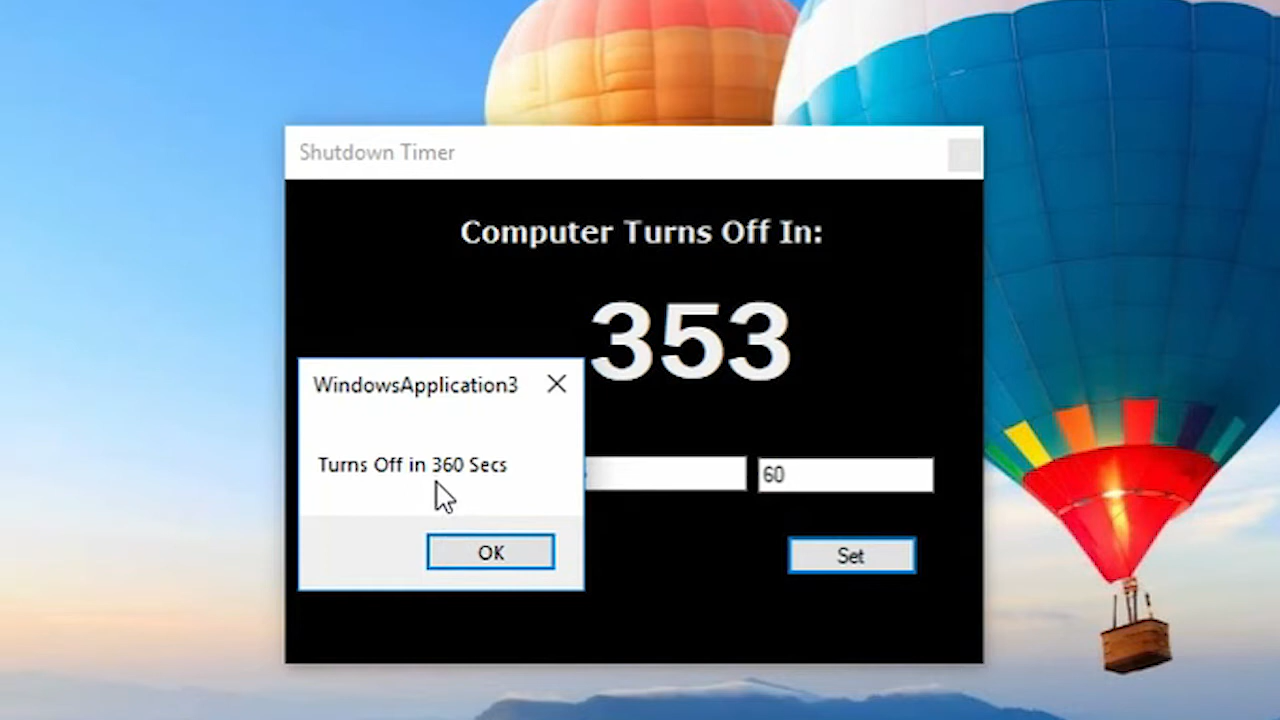 Shutdown Timer
Computer Turns Off In:
353
WindowsApplication3
Turns Off in 360 Secs
60
OK
Set